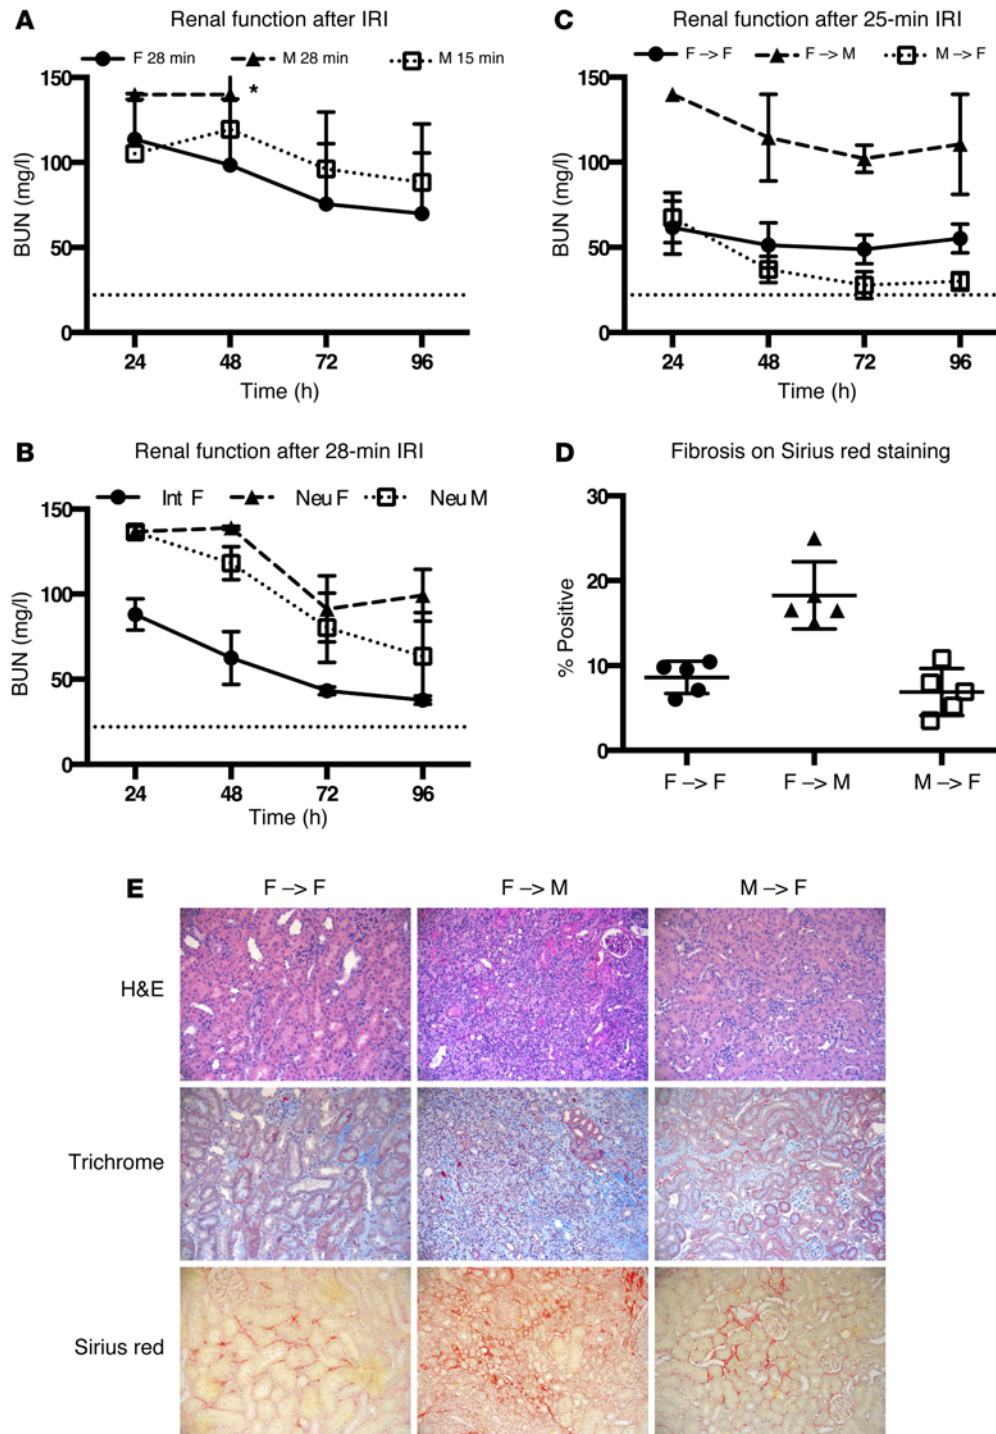 A Renal function after IRI
F 28 min M 28 min M 15 min
150
100
50
0
BUN (mg/l)
*
24 48 72 96
Time (h)
B Renal function after 28-min IRI
Int F Neu F Neu M
150
100
50
0
BUN (mg/l)
24 48 72 96
Time (h)
C Renal function after 25-min IRI
F –> F F –> M M –> F
150
100
50
0
BUN (mg/l)
24 48 72 96
Time (h)
D Fibrosis on Sirius red staining
30
20
10
0
% Positive
F –> F F –> M M –> F
E F –> F F –> M M –> F
H&E
Trichrome
Sirius red